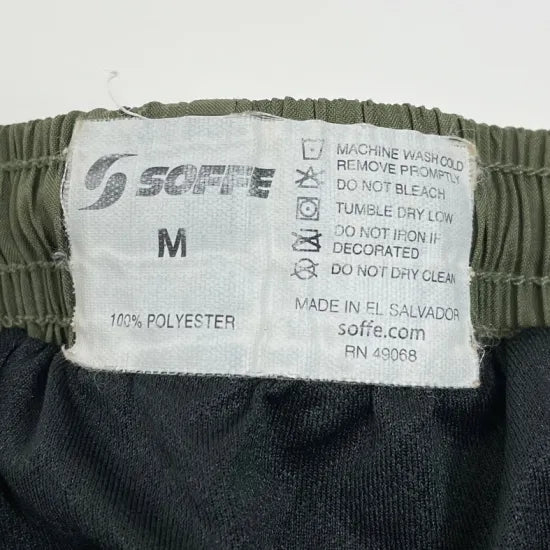 SOFFE
M
100% POLYESTER
MACHINE WASH COLD
REMOVE PROMPTLY
DO NOT BLEACH
TUMBLE DRY LOW
DO NOT IRON IF
DECORATED
DO NOT DRY CLEAN
MADE IN EL SALVADOR
soffe.com
RN 49068